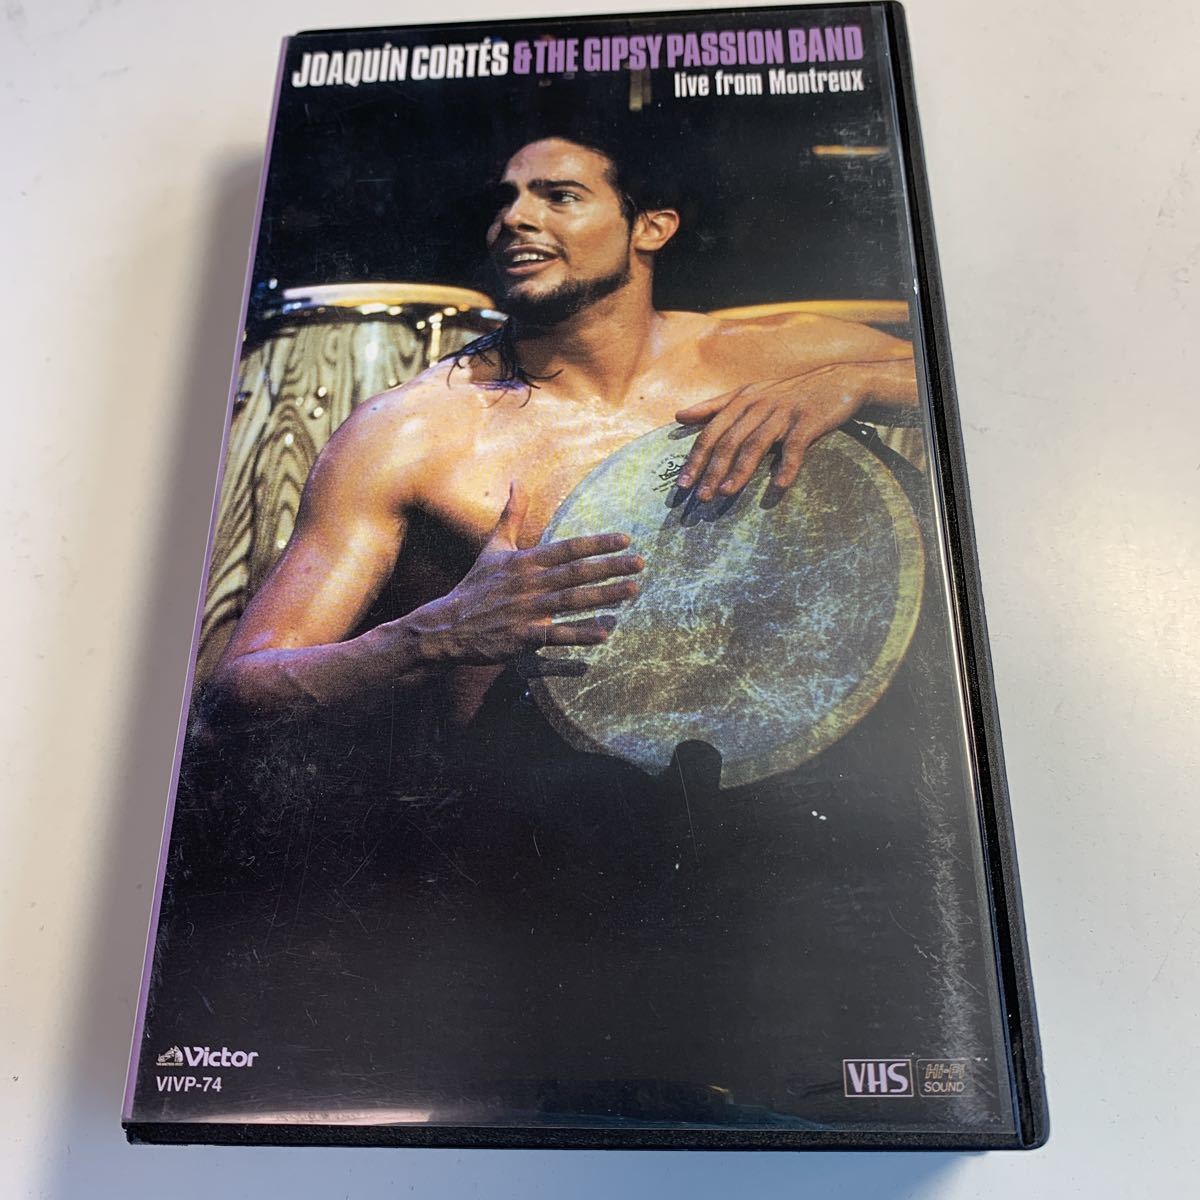 JOAQUÍN CORTÉS & THE GIPSY PASSION BAND
live from Montreux
Victor
VIVP-74
VHS
Hi-Fi
SOUND